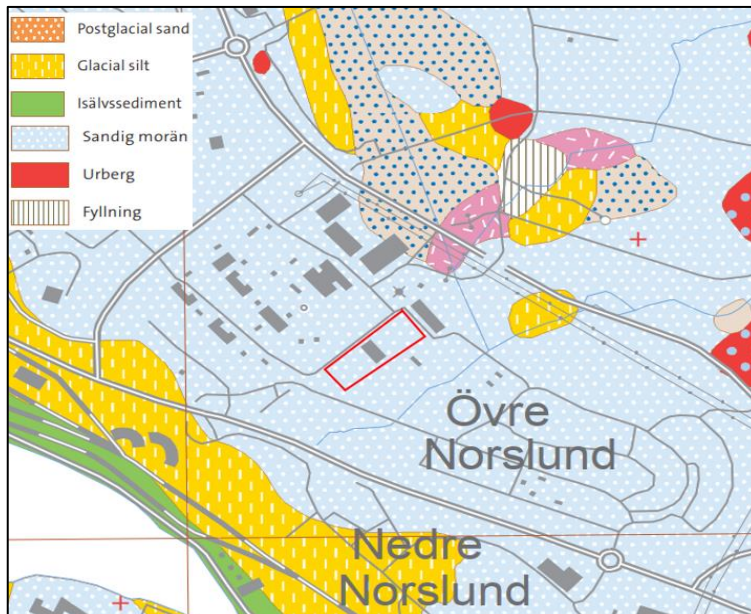 Postglacial sand
Glacial silt
Isälvssediment
Sandig morän
Urberg
Fyllning
Övre
Norslund
Nedre
Norslund